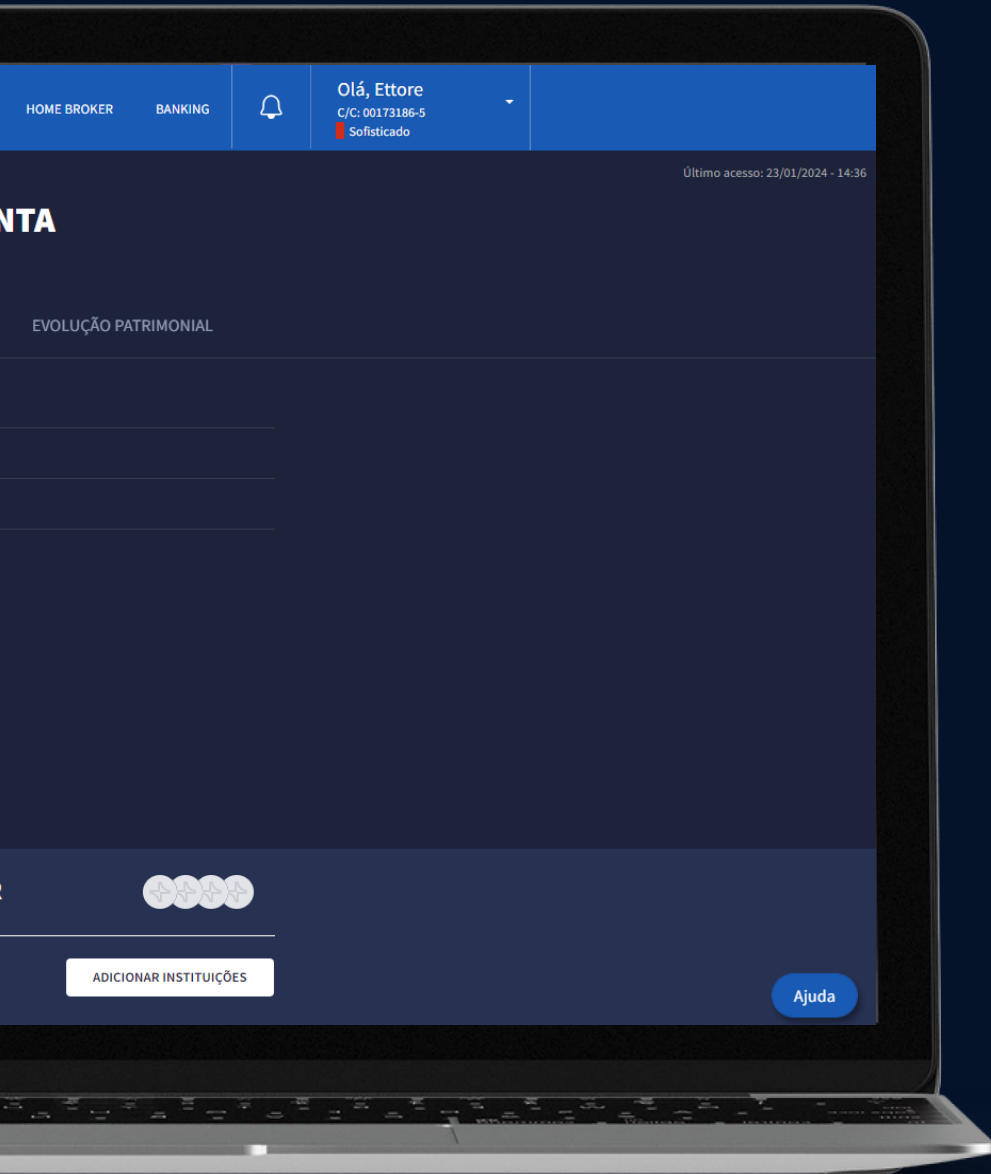 HOME BROKER
BANKING
Olá, Ettore
C/C: 00173186-5
Sofisticado
Último acesso: 23/01/2024 - 14:36
NTA
EVOLUÇÃO PATRIMONIAL
R
ADICIONAR INSTITUIÇÕES
Ajuda